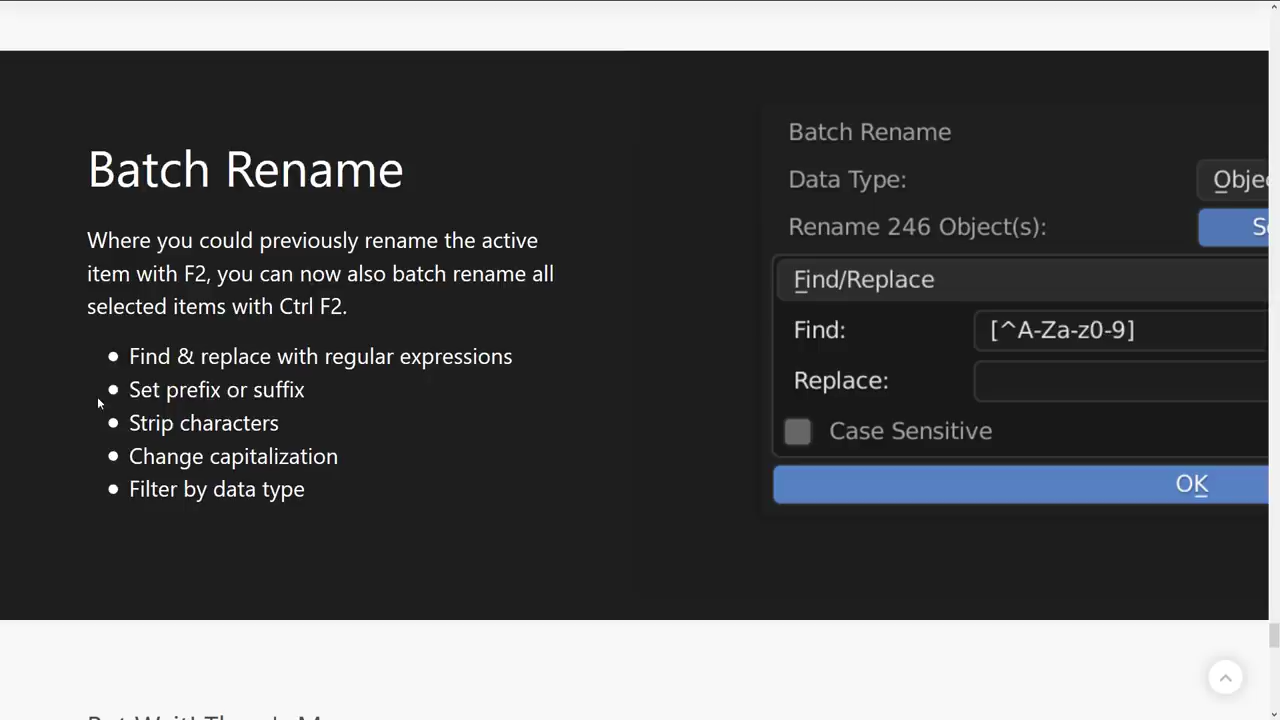 Batch Rename
Where you could previously rename the active
item with F2, you can now also batch rename all
selected items with Ctrl F2.
Find & replace with regular expressions
Set prefix or suffix
Strip characters
Change capitalization
Filter by data type
Batch Rename
Data Type:
Rename 246 Object(s):
Find/Replace
Find: [^A-Za-z0-9]
Replace:
Case Sensitive
OK